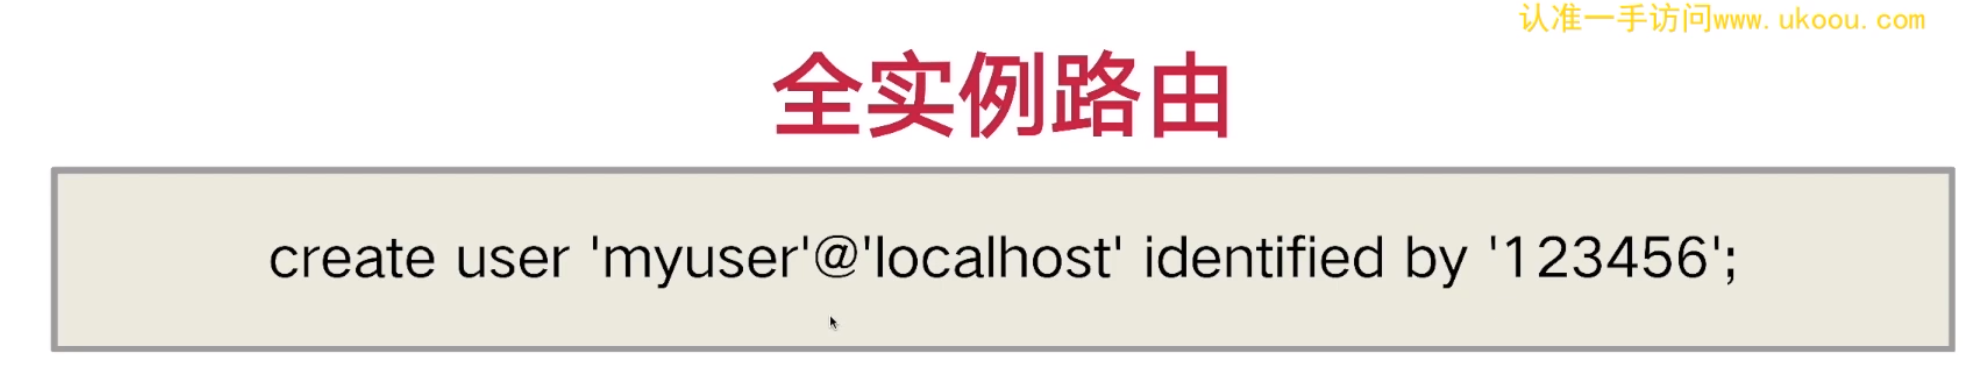 认准一手访问www.ukoou.com
全实例路由
create user 'myuser'@'localhost' identified by '123456';